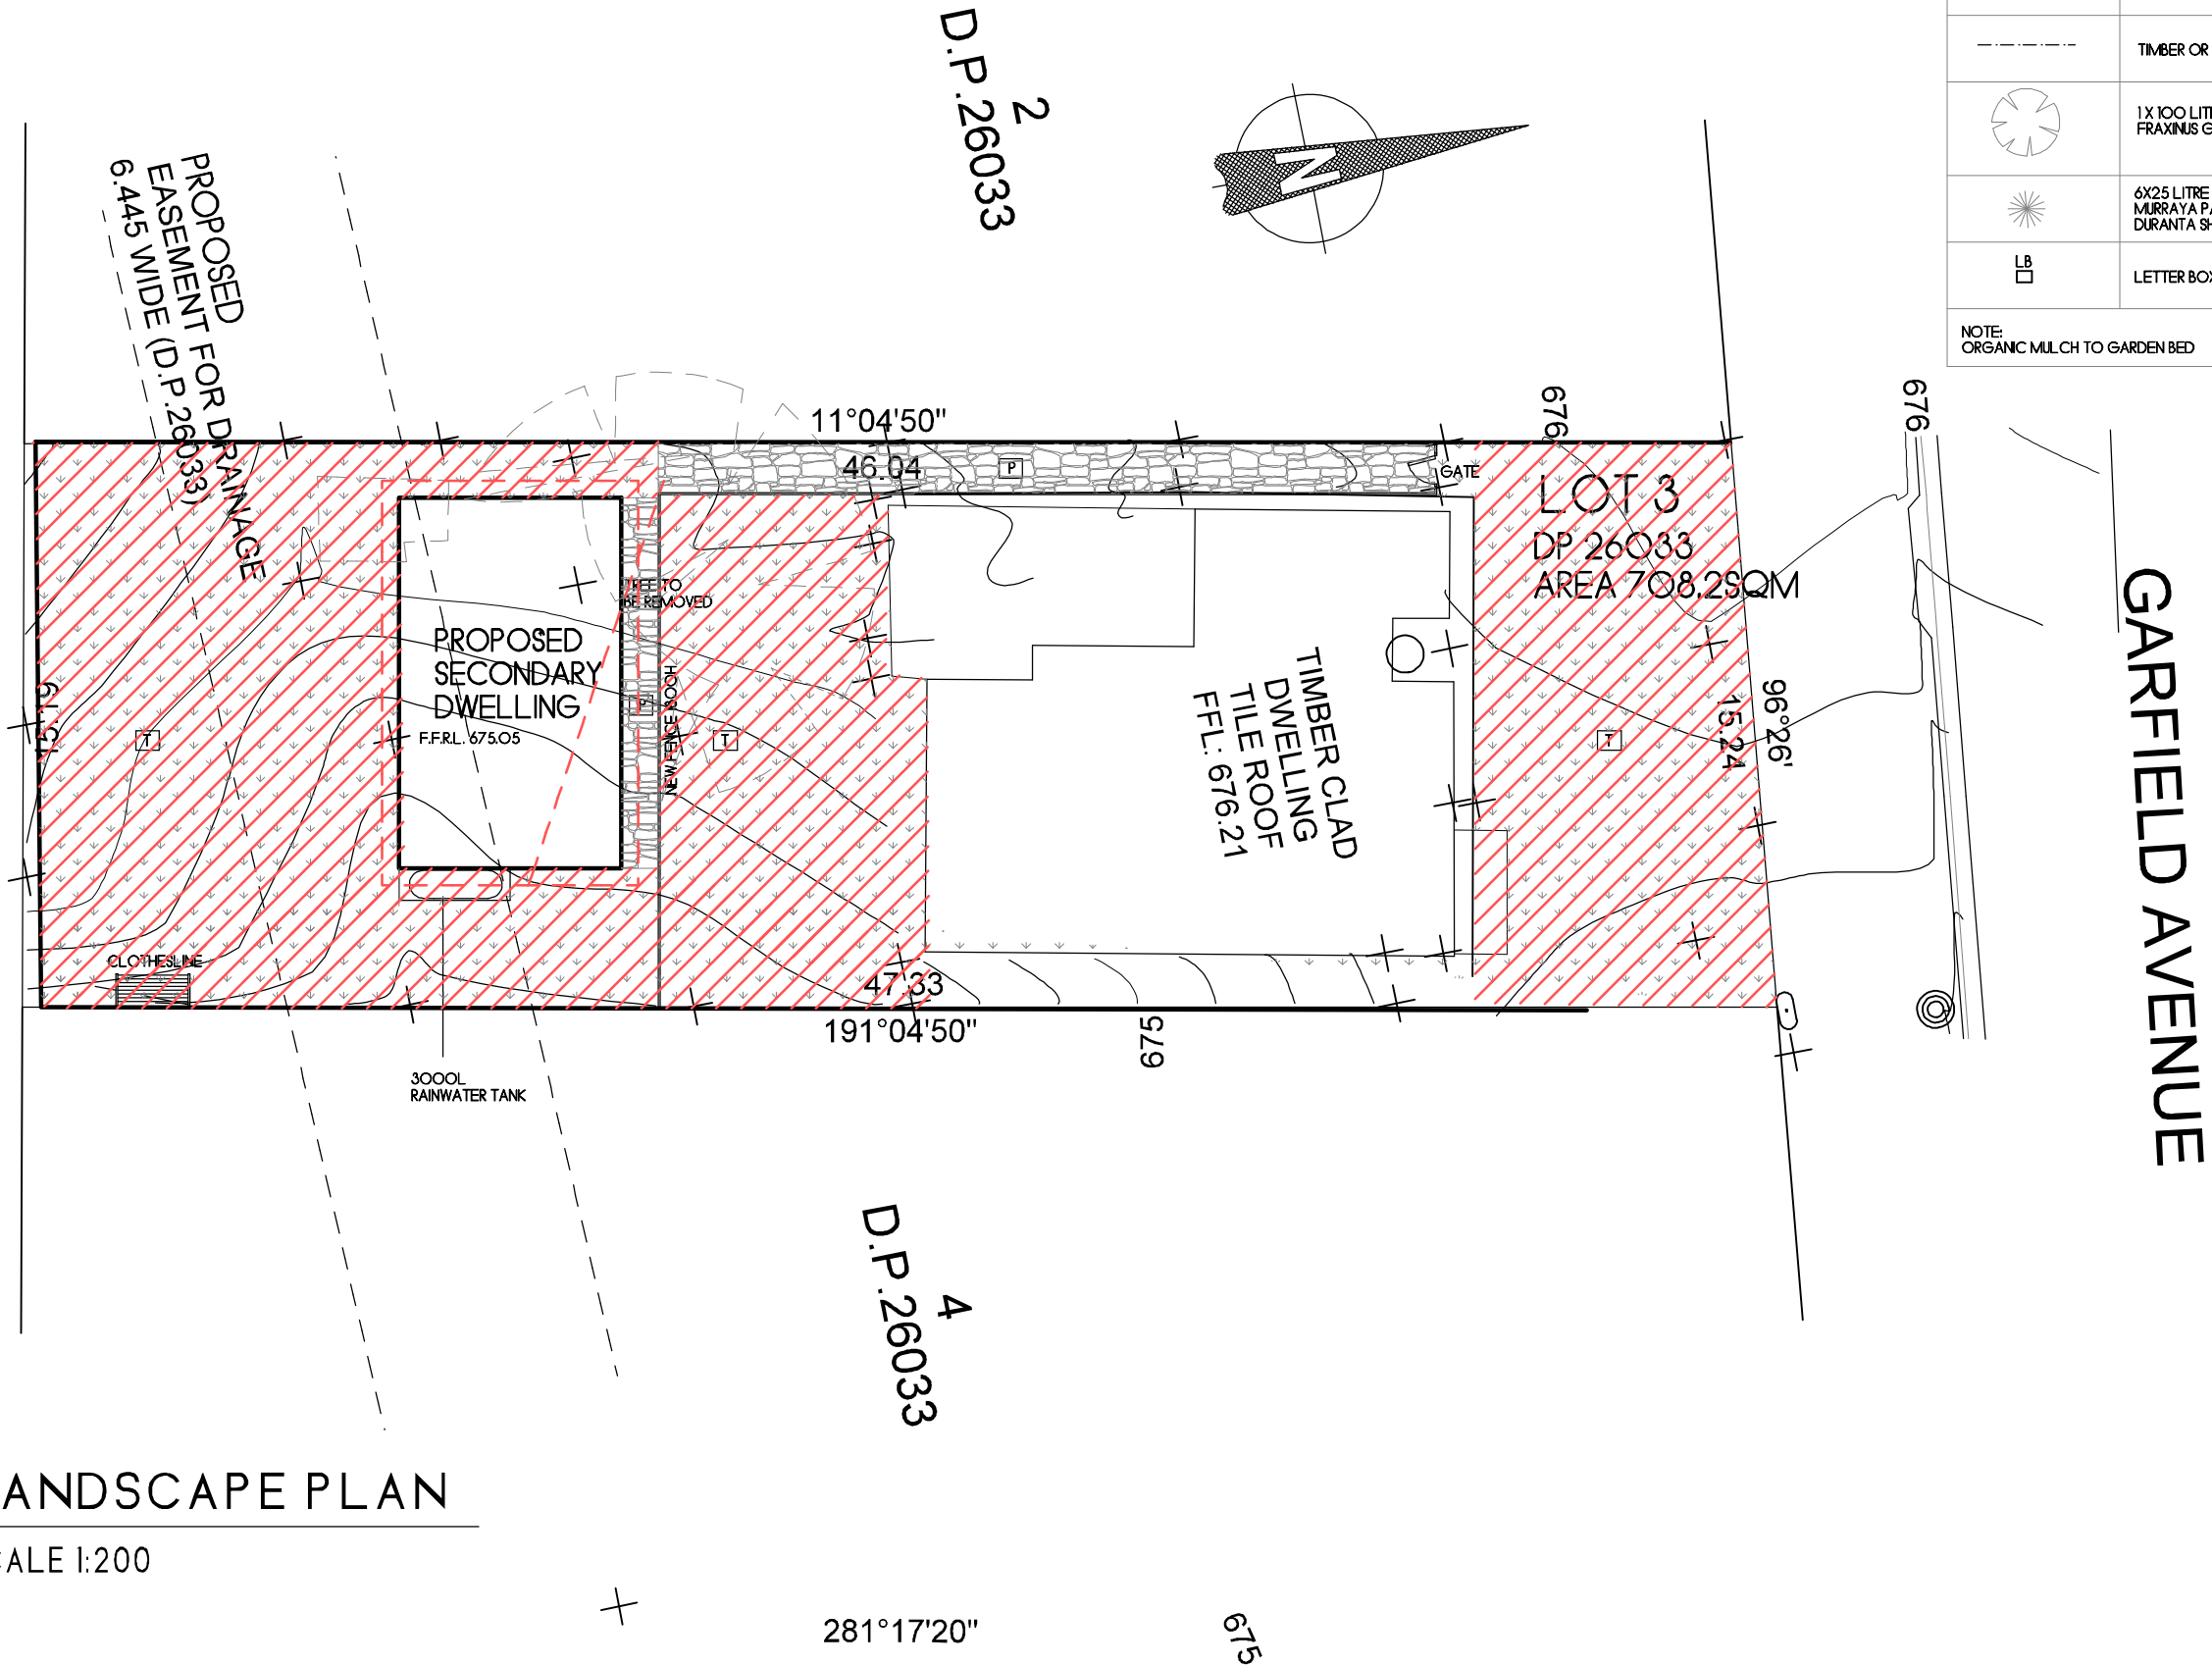 TIMBER OR
1 X 100 LIT
FRAXINUS G
6X25 LITRE
MURRAYA PA
DURANTA SH
LB
LETTER BOX
NOTE:
ORGANIC MULCH TO GARDEN BED
2
D.P.26033
N
PROPOSED
EASEMENT FOR DRAINAGE
6.445 WIDE (D.P.26033)
11°04'50"
46.04
P
GATE
676
676
LOT 3
DP 26033
AREA 708.2SQM
GARFIELD AVENUE
TREE TO
BE REMOVED
PROPOSED
SECONDARY
DWELLING
F.F.R.L. 675.05
NEW FENCE 800H
P
T
T
T
TIMBER CLAD
DWELLING
TILE ROOF
FFL: 676.21
15.24
96°26'
CLOTHESLINE
47.33
191°04'50"
675
3000L
RAINWATER TANK
4
D.P.26033
ANDSCAPE PLAN
ALE 1:200
281°17'20"
675